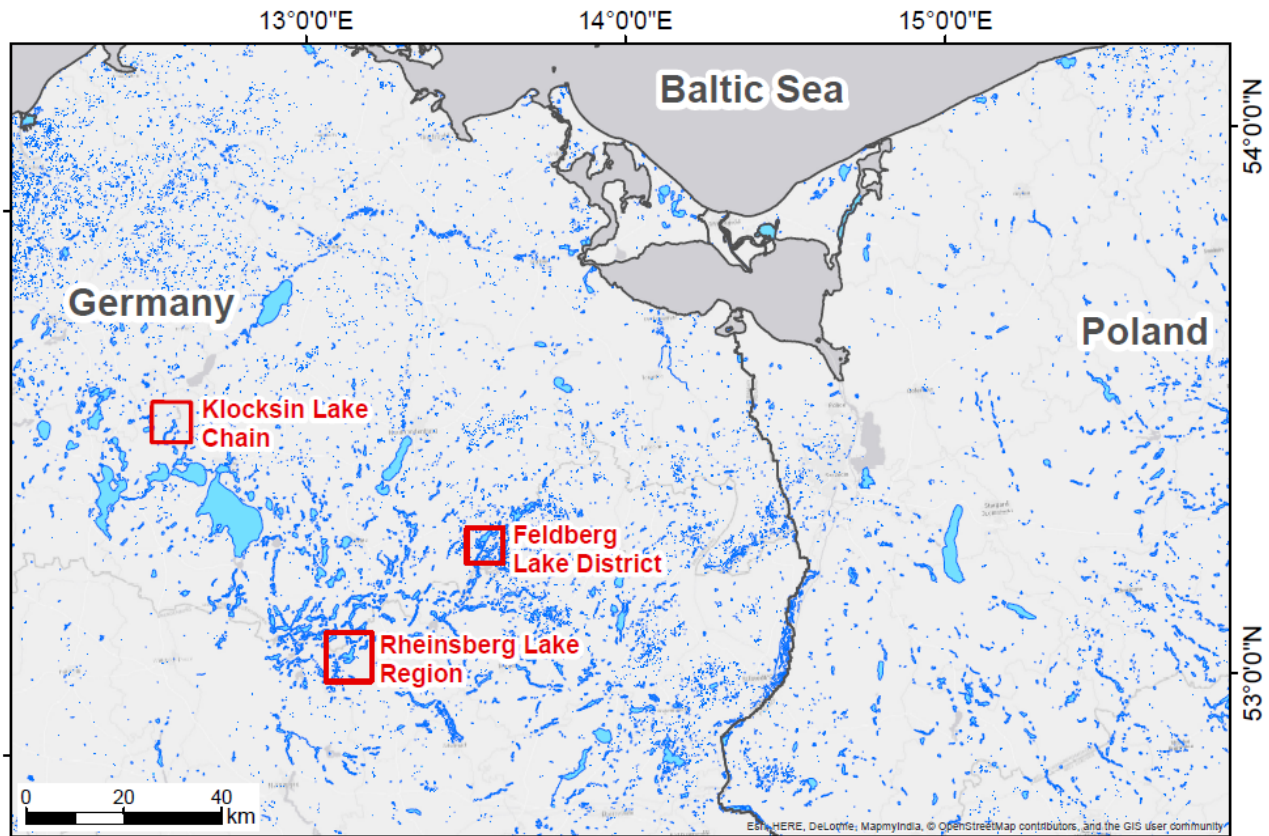 13°0'0"E
14°0'0"E
15°0'0"E
Baltic Sea
54°0'0"N
Germany
Poland
Klocksin Lake
Chain
Feldberg
Lake District
Rheinsberg Lake
Region
53°0'0"N
0 20 40
km
Esri, HERE, DeLorme, MapmyIndia, © OpenStreetMap contributors, and the GIS user community